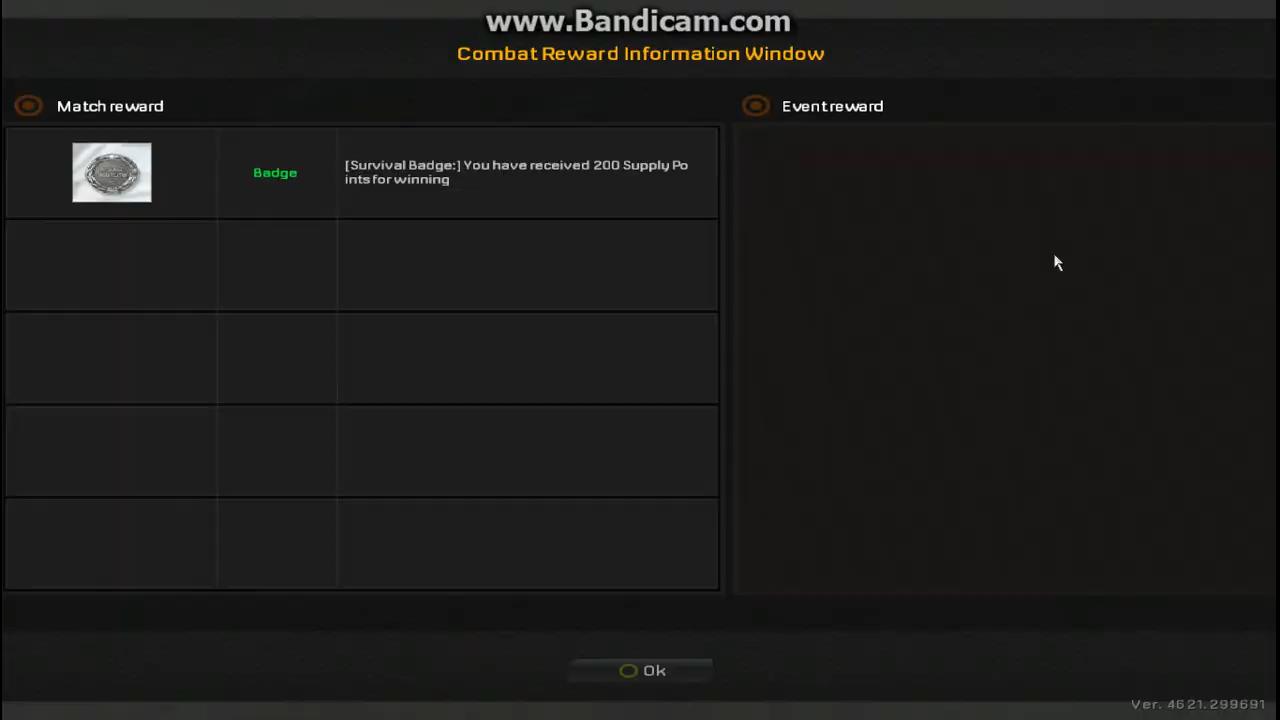 www.Bandicam.com
Combat Reward Information Window
Match reward
Event reward
Badge
[Survival Badge:] You have received 200 Supply Po
ints for winning
Ok
Ver. 4621.299691